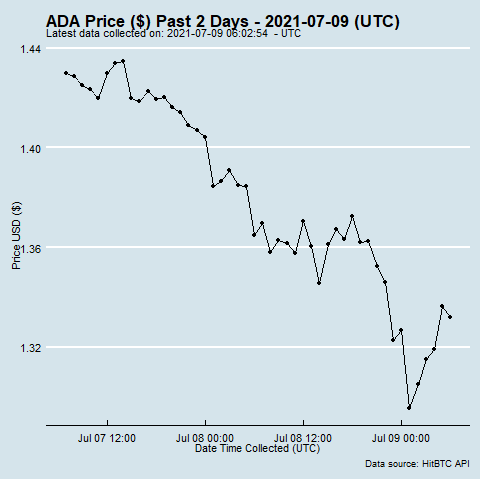 ADA Price ($) Past 2 Days - 2021-07-09 (UTC)
Latest data collected on: 2021-07-09 06:02:54 - UTC
1.44
1.40
1.36
1.32
Price USD ($)
Jul 07 12:00 Jul 08 00:00 Jul 08 12:00 Jul 09 00:00
Date Time Collected (UTC)
Data source: HitBTC API